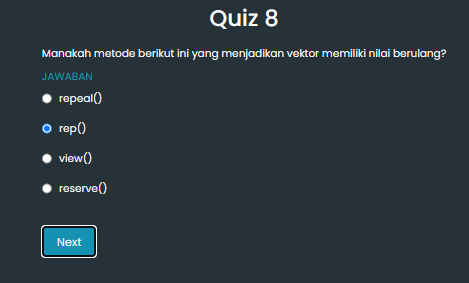 Quiz 8
Manakah metode berikut ini yang menjadikan vektor memiliki nilai berulang?
JAWABAN
repeal()
rep()
view()
reserve()
Next